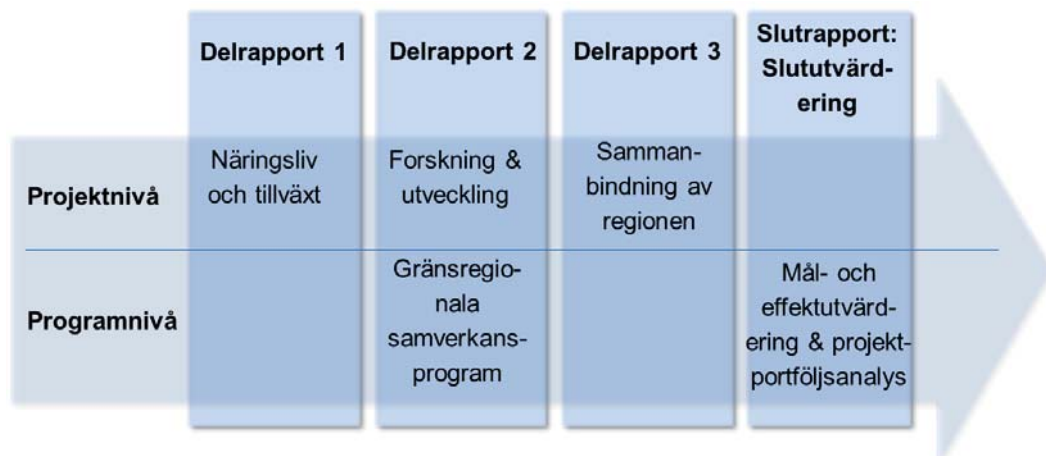 Delrapport 1
Delrapport 2
Delrapport 3
Slutrapport:
Slututvärd-
ering
Projektnivå
Näringsliv
och tillväxt
Forskning &
utveckling
Samman-
bindning av
regionen
Programnivå
Gränsregio-
nala
samverkans-
program
Mål- och
effektutvärd-
ering & projekt-
portföljsanalys